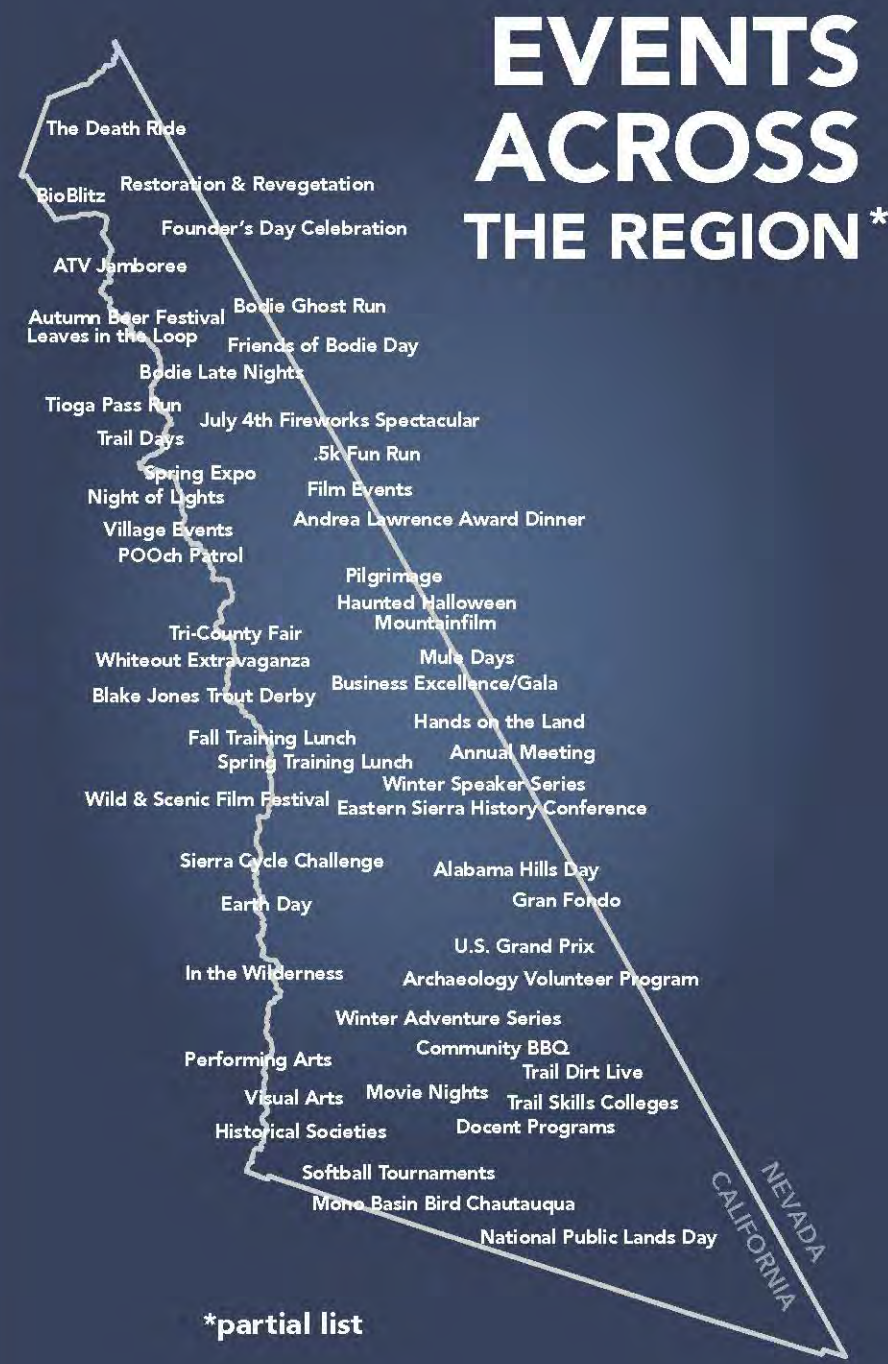 EVENTS
ACROSS
THE REGION*
The Death Ride
Restoration & Revegetation
BioBlitz
Founder's Day Celebration
ATV Jamboree
Bodie Ghost Run
Autumn Beer Festival
Leaves in the Loop
Friends of Bodie Day
Bodie Late Nights
Tioga Pass Run
July 4th Fireworks Spectacular
Trail Days
.5k Fun Run
Spring Expo
Film Events
Night of Lights
Andrea Lawrence Award Dinner
Village Events
POOch Patrol
Pilgrimage
Haunted Halloween
Mountainfilm
Tri-County Fair
Mule Days
Whiteout Extravaganza
Business Excellence/Gala
Blake Jones Trout Derby
Hands on the Land
Fall Training Lunch
Annual Meeting
Spring Training Lunch
Winter Speaker Series
Wild & Scenic Film Festival
Eastern Sierra History Conference
Sierra Cycle Challenge
Alabama Hills Day
Gran Fondo
Earth Day
U.S. Grand Prix
In the Wilderness
Archaeology Volunteer Program
Winter Adventure Series
Community BBQ
Performing Arts
Trail Dirt Live
Movie Nights
Visual Arts
Trail Skills Colleges
Docent Programs
Historical Societies
Softball Tournaments
Mono Basin Bird Chautauqua
National Public Lands Day
NEVADA
CALIFORNIA
*partial list